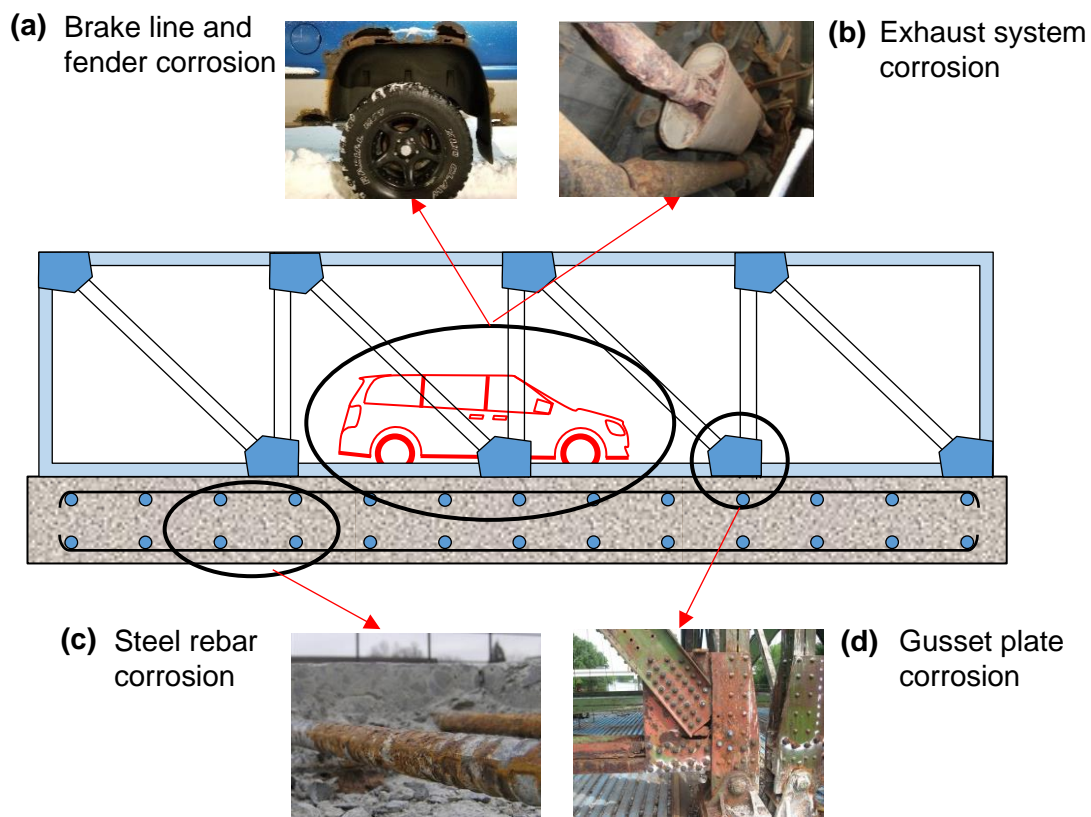 (a) Brake line and
fender corrosion
(b) Exhaust system
corrosion
(c) Steel rebar
corrosion
(d) Gusset plate
corrosion